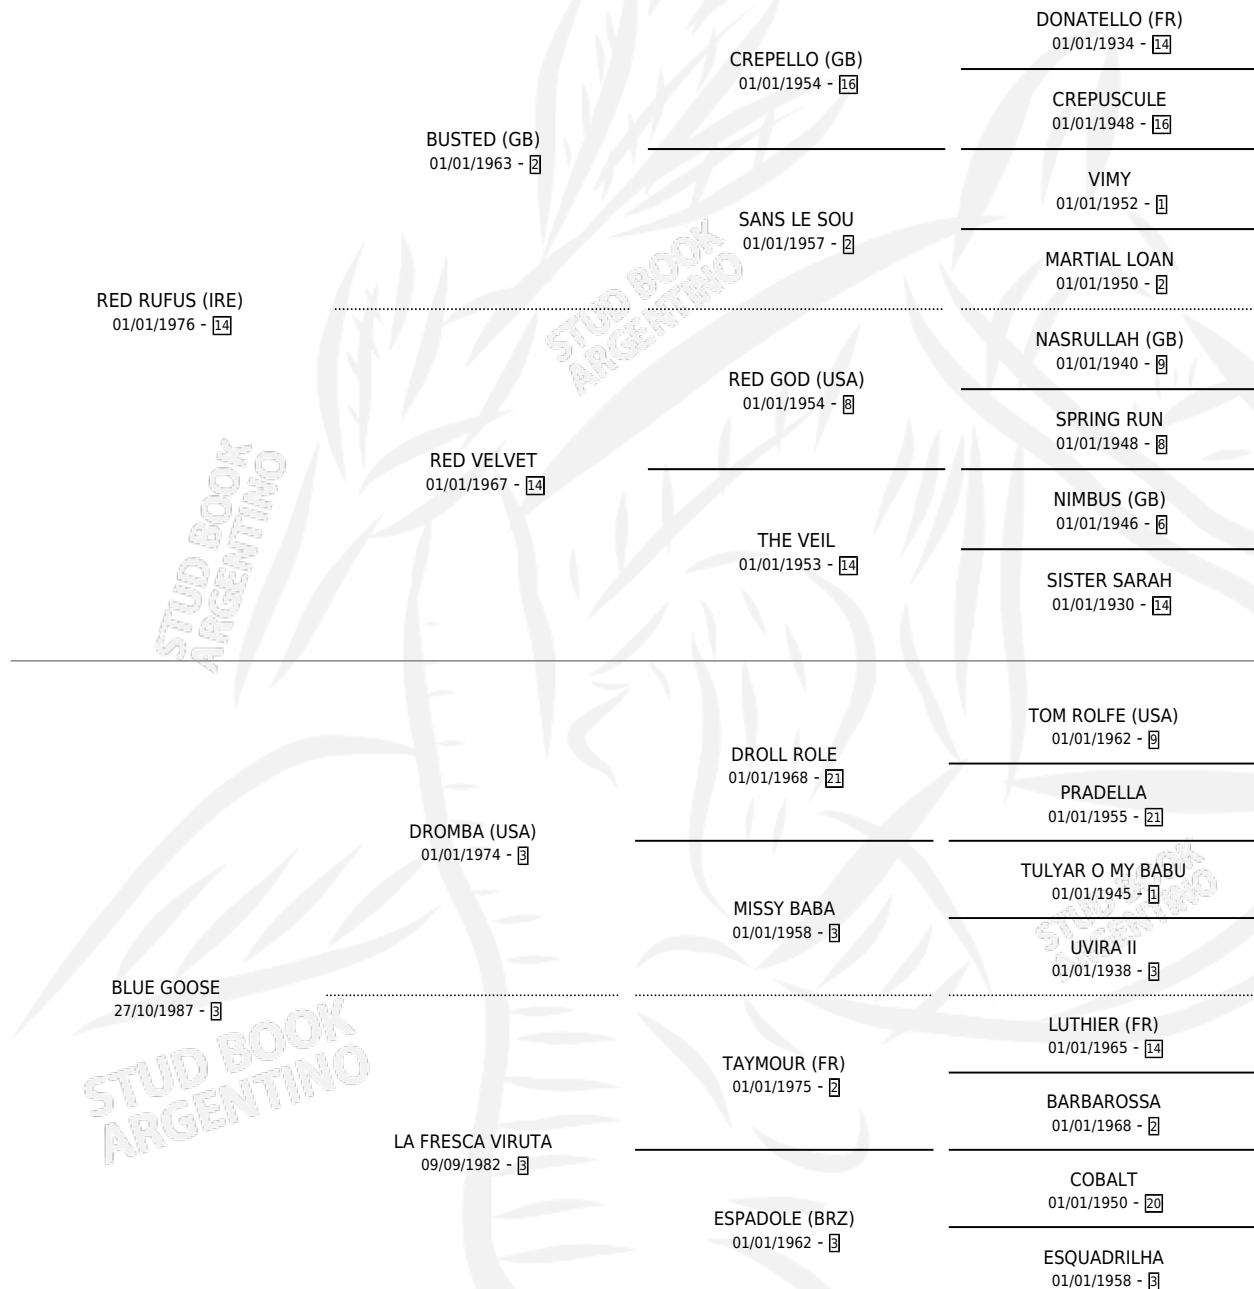 DONATELLO (FR)
01/01/1934 - 14
CREPELLO (GB)
01/01/1954 - 16
CREPUSCULE
01/01/1948 - 16
BUSTED (GB)
01/01/1963 - 2
VIMY
01/01/1952 - 1
SANS LE SOU
01/01/1957 - 2
MARTIAL LOAN
01/01/1950 - 2
RED RUFUS (IRE)
01/01/1976 - 14
NASRULLAH (GB)
01/01/1940 - 9
RED GOD (USA)
01/01/1954 - 8
SPRING RUN
01/01/1948 - 8
RED VELVET
01/01/1967 - 14
NIMBUS (GB)
01/01/1946 - 6
THE VEIL
01/01/1953 - 14
SISTER SARAH
01/01/1930 - 14
TOM ROLFE (USA)
01/01/1962 - 9
DROLL ROLE
01/01/1968 - 21
PRADELLA
01/01/1955 - 21
DROMBA (USA)
01/01/1974 - 3
TULYAR O MY BABU
01/01/1945 - 1
MISSY BABA
01/01/1958 - 3
UVIRA II
01/01/1938 - 3
BLUE GOOSE
27/10/1987 - 3
LUTHIER (FR)
01/01/1965 - 14
TAYMOUR (FR)
01/01/1975 - 2
BARBAROSSA
01/01/1968 - 2
LA FRESCA VIRUTA
09/09/1982 - 3
COBALT
01/01/1950 - 20
ESPADOLE (BRZ)
01/01/1962 - 3
ESQUADRILHA
01/01/1958 - 3
STUD BOOK
ARGENTINO
STUD BOOK
ARGENTINO
STUD BOOK
ARGENTINO
STUD BOOK
ARGENTINO